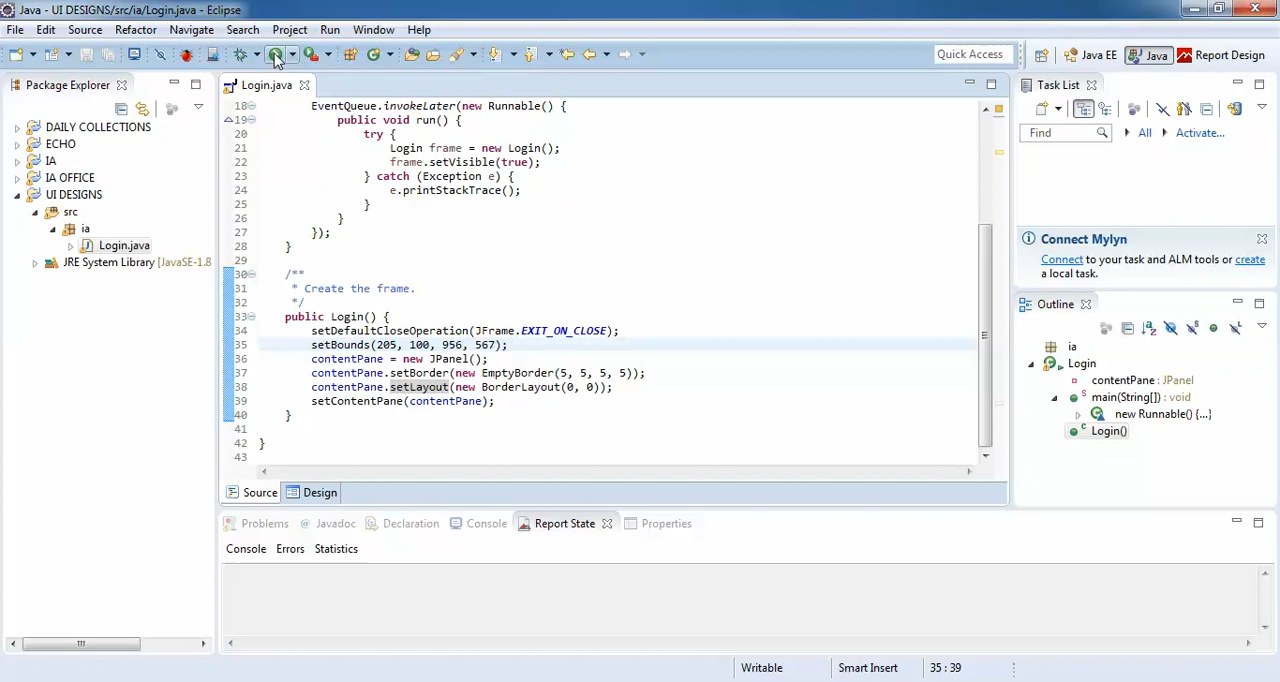 Java - UI DESIGNS/src/ia/Login.java - Eclipse
File Edit Source Refactor Navigate Search Project Run Window Help
Quick Access Java EE Java Report Design
Package Explorer
DAILY COLLECTIONS
ECHO
IA
IA OFFICE
UI DESIGNS
src
ia
Login.java
JRE System Library [JavaSE-1.8
Login.java
18 EventQueue.invokeLater(new Runnable() {
19 public void run() {
20 try {
21 Login frame = new Login();
22 frame.setVisible(true);
23 } catch (Exception e) {
24 e.printStackTrace();
25 }
26 }
27 });
28 }
29
30 /**
31 * Create the frame.
32 */
33 public Login() {
34 setDefaultCloseOperation(JFrame.EXIT_ON_CLOSE);
35 setBounds(205, 100, 956, 567);
36 contentPane = new JPanel();
37 contentPane.setBorder(new EmptyBorder(5, 5, 5, 5));
38 contentPane.setLayout(new BorderLayout(0, 0));
39 setContentPane(contentPane);
40 }
41
42 }
43
Source Design
Task List
Find All Activate...
Connect Mylyn
Connect to your task and ALM tools or create
a local task.
Outline
ia
Login
contentPane : JPanel
main(String[]) : void
new Runnable() {...}
Login()
Problems Javadoc Declaration Console Report State Properties
Console Errors Statistics
Writable Smart Insert 35 : 39